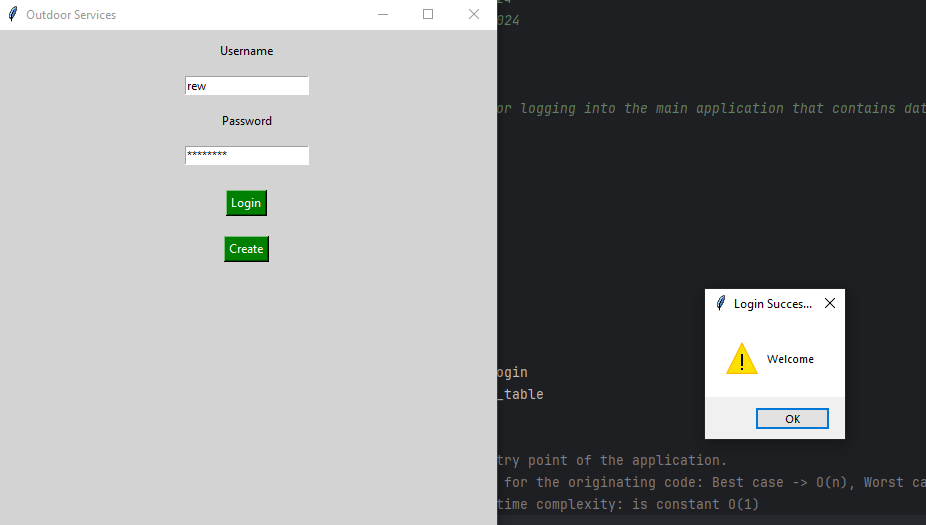 Outdoor Services
Username
rew
Password
********
Login
Create
024
or logging into the main application that contains
ogin
_table
try point of the application.
for the originating code: Best case -> O(n), Worst
time complexity: is constant O(1)
Login Succes...
Welcome
OK